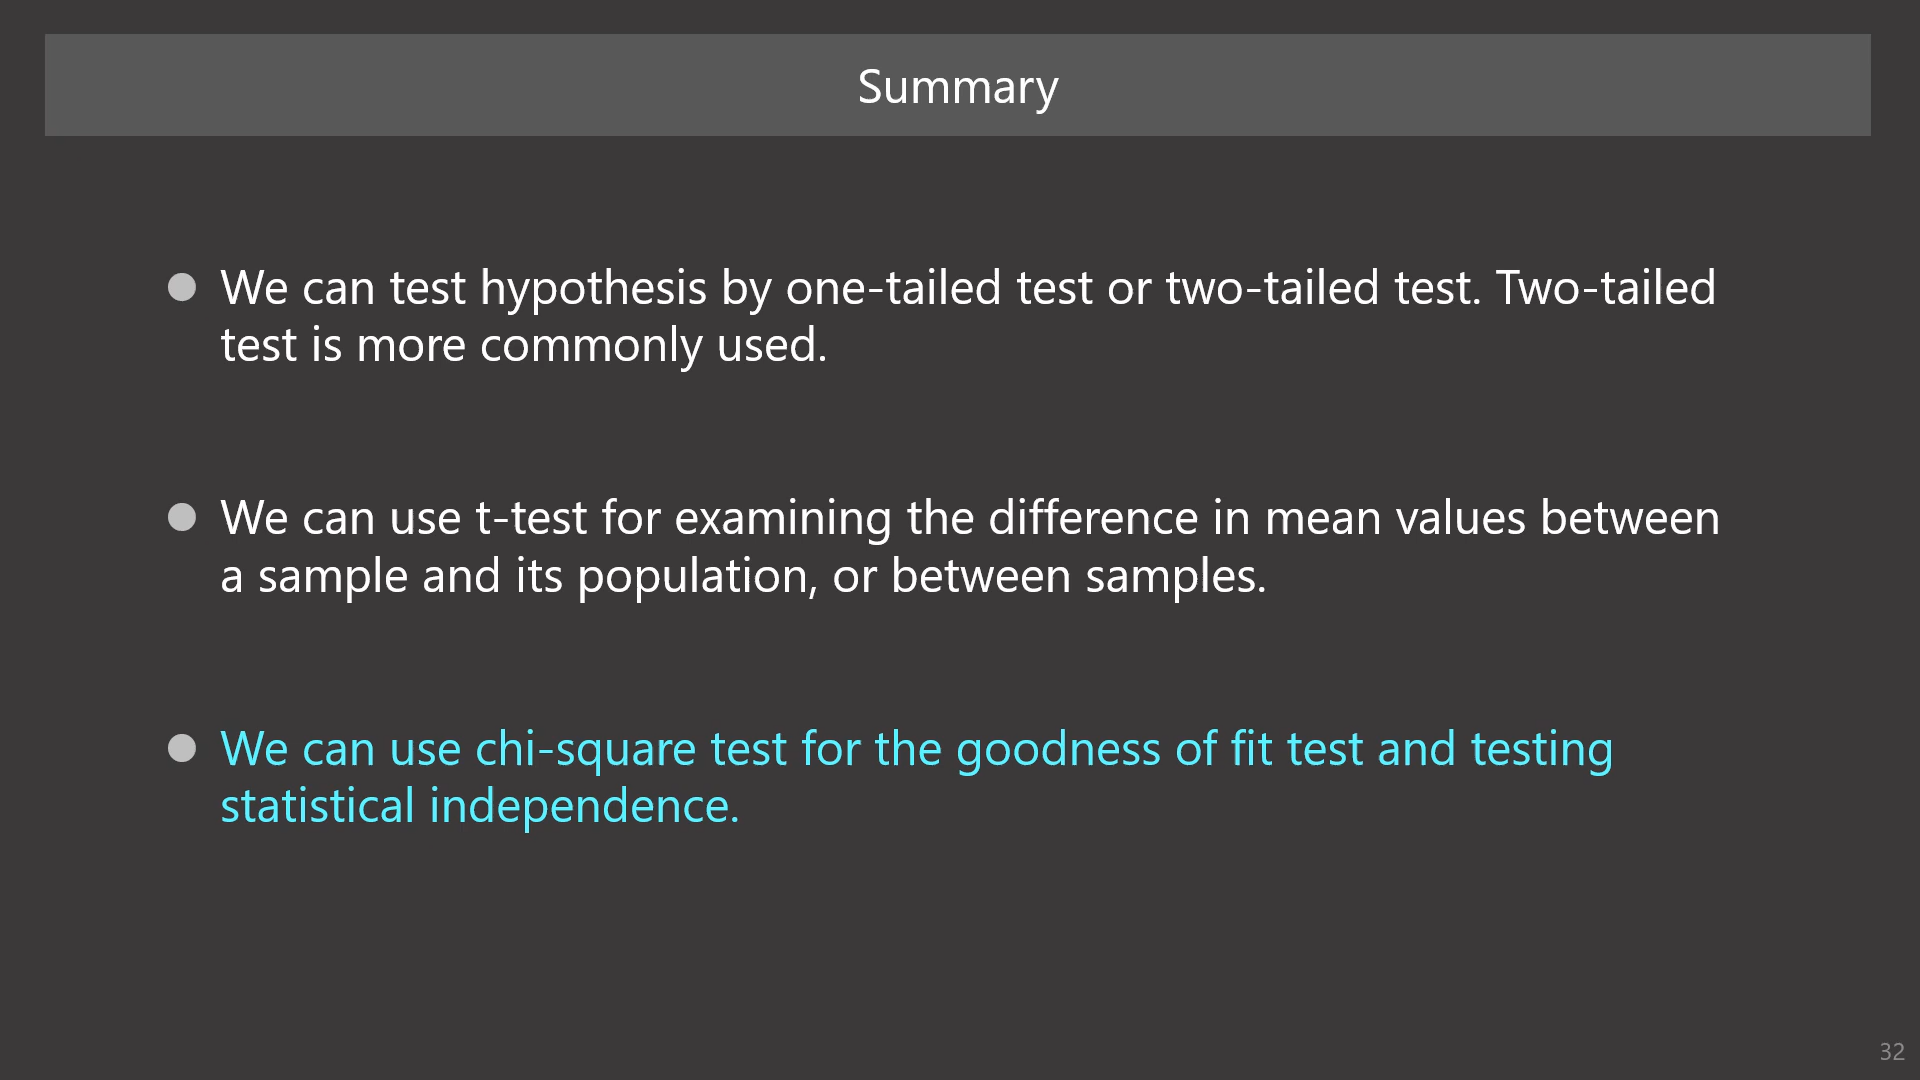 Summary
We can test hypothesis by one-tailed test or two-tailed test. Two-tailed
test is more commonly used.
We can use t-test for examining the difference in mean values between
a sample and its population, or between samples.
We can use chi-square test for the goodness of fit test and testing
statistical independence.
32